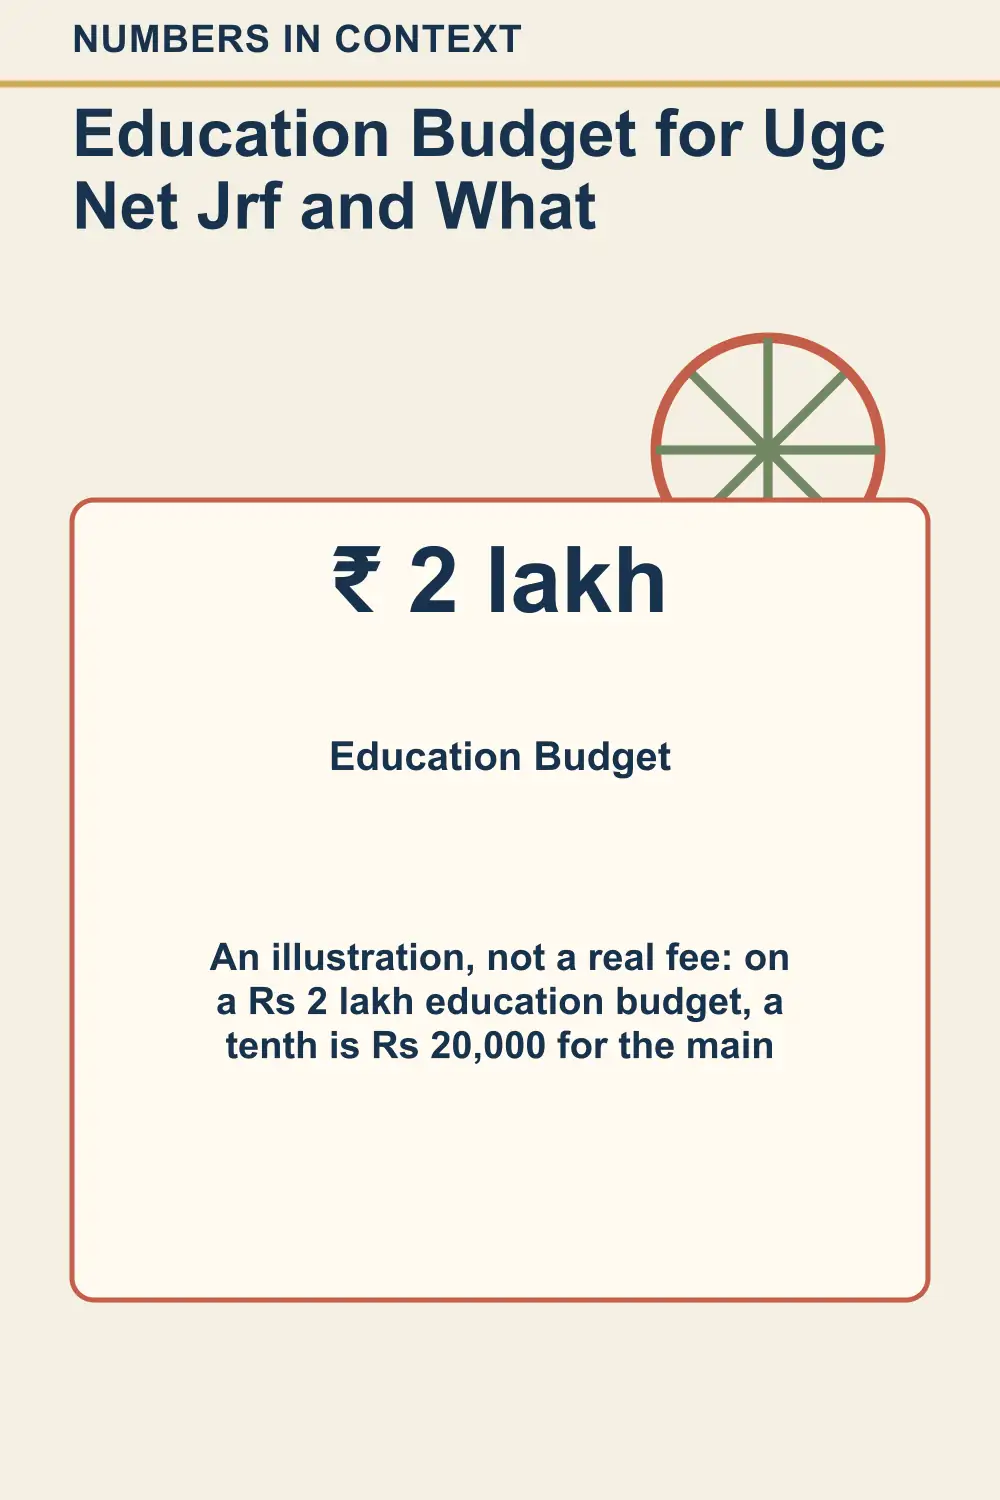 NUMBERS IN CONTEXT
Education Budget for Ugc
Net Jrf and What
₹ 2 lakh
Education Budget
An illustration, not a real fee: on
a Rs 2 lakh education budget, a
tenth is Rs 20,000 for the main